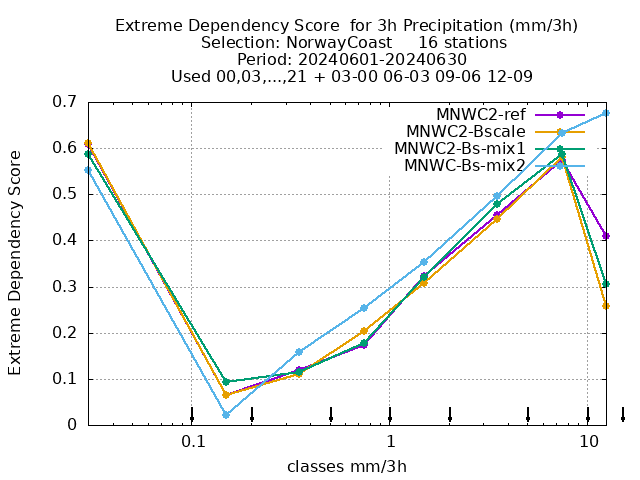 Extreme Dependency Score  for 3h Precipitation (mm/3h)
Selection: NorwayCoast     16 stations
Period: 20240601-20240630
Used 00,03,...,21 + 03-00 06-03 09-06 12-09
MNWC2-ref
MNWC2-Bscale
MNWC2-Bs-mix1
MNWC-Bs-mix2
Extreme Dependency Score
0.7
0.6
0.5
0.4
0.3
0.2
0.1
0
0.1 1 10
classes mm/3h